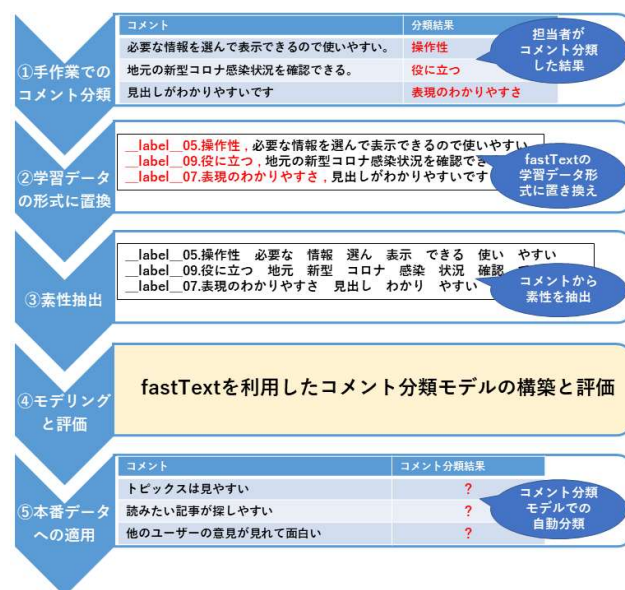 コメント 分類結果
必要な情報を選んで表示できるので使いやすい。 操作性
地元の新型コロナ感染状況を確認できる。 役に立つ
見出しがわかりやすいです 表現のわかりやすさ
担当者が
コメント分類
した結果
①手作業での
コメント分類
__label__05.操作性 , 必要な情報を選んで表示できるので使いやすい
__label__09.役に立つ , 地元の新型コロナ感染状況を確認でき
__label__07.表現のわかりやすさ , 見出しがわかりやすいです
fastTextの
学習データ形
式に置き換え
②学習データ
の形式に置換
__label__05.操作性 必要な 情報 選ん 表示 できる 使い やすい
__label__09.役に立つ 地元 新型 コロナ 感染 状況 確認
__label__07.表現のわかりやすさ 見出し わかり やすい
コメントから
素性を抽出
③素性抽出
④モデリング
と評価
fastTextを利用したコメント分類モデルの構築と評価
コメント コメント分類結果
トピックスは見やすい ?
読みたい記事が探しやすい ?
他のユーザーの意見が見れて面白い ?
コメント分類
モデルでの
自動分類
⑤本番データ
への適用